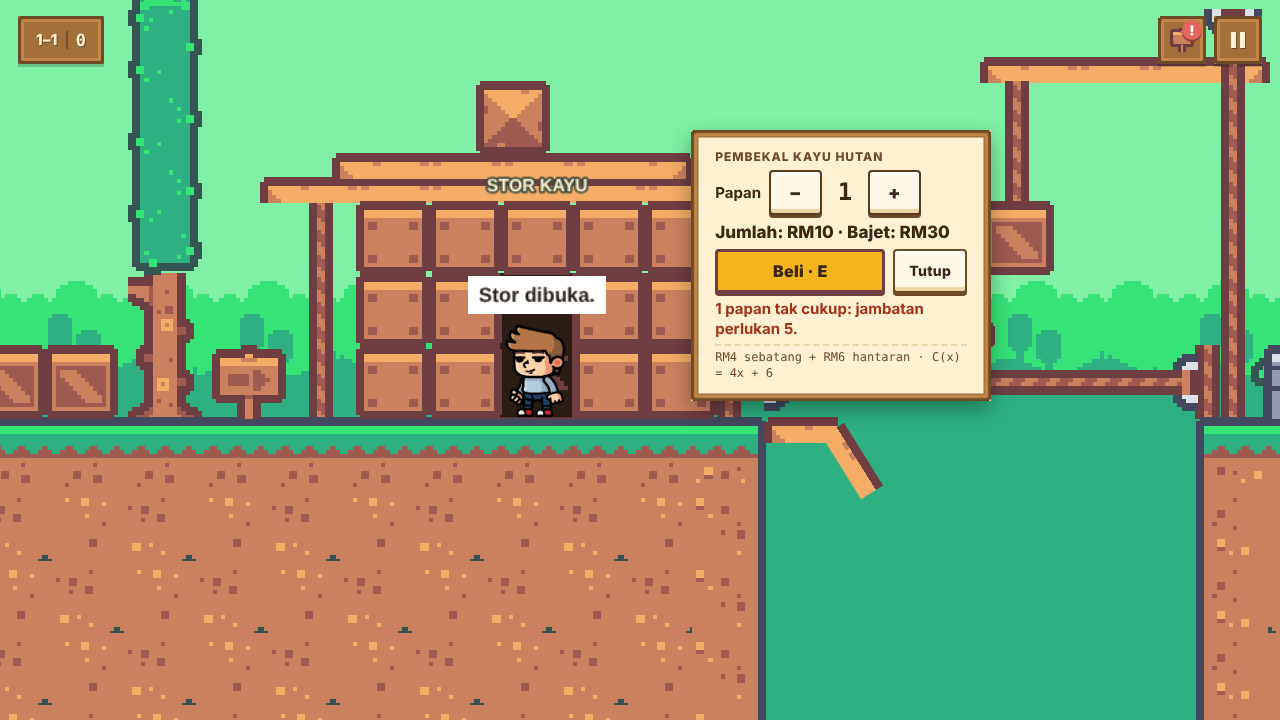 1–1 | 0
!
STOR KAYU
Stor dibuka.
PEMBEKAL KAYU HUTAN
Papan − 1 +
Jumlah: RM10 · Bajet: RM30
Beli · E
Tutup
1 papan tak cukup: jambatan
perlukan 5.
RM4 sebatang + RM6 hantaran · C(x)
= 4x + 6